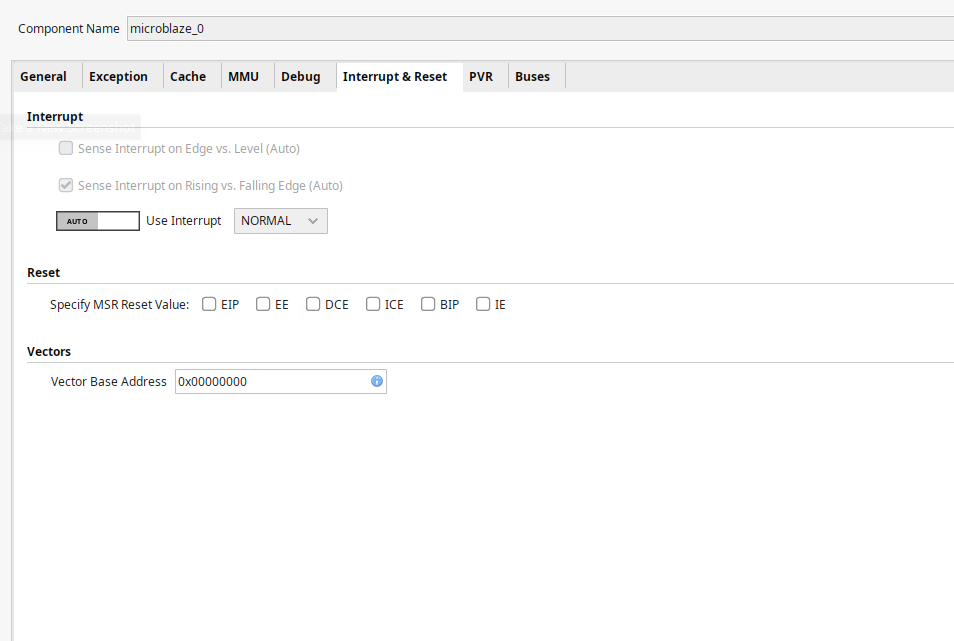 Component Name microblaze_0
General Exception Cache MMU Debug Interrupt & Reset PVR Buses
Interrupt
Sense Interrupt on Edge vs. Level (Auto)
Sense Interrupt on Rising vs. Falling Edge (Auto)
AUTO Use Interrupt NORMAL
Reset
Specify MSR Reset Value: EIP EE DCE ICE BIP IE
Vectors
Vector Base Address 0x00000000